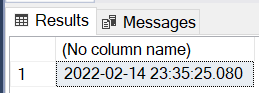 Results Messages
(No column name)
1 2022-02-14 23:35:25.080